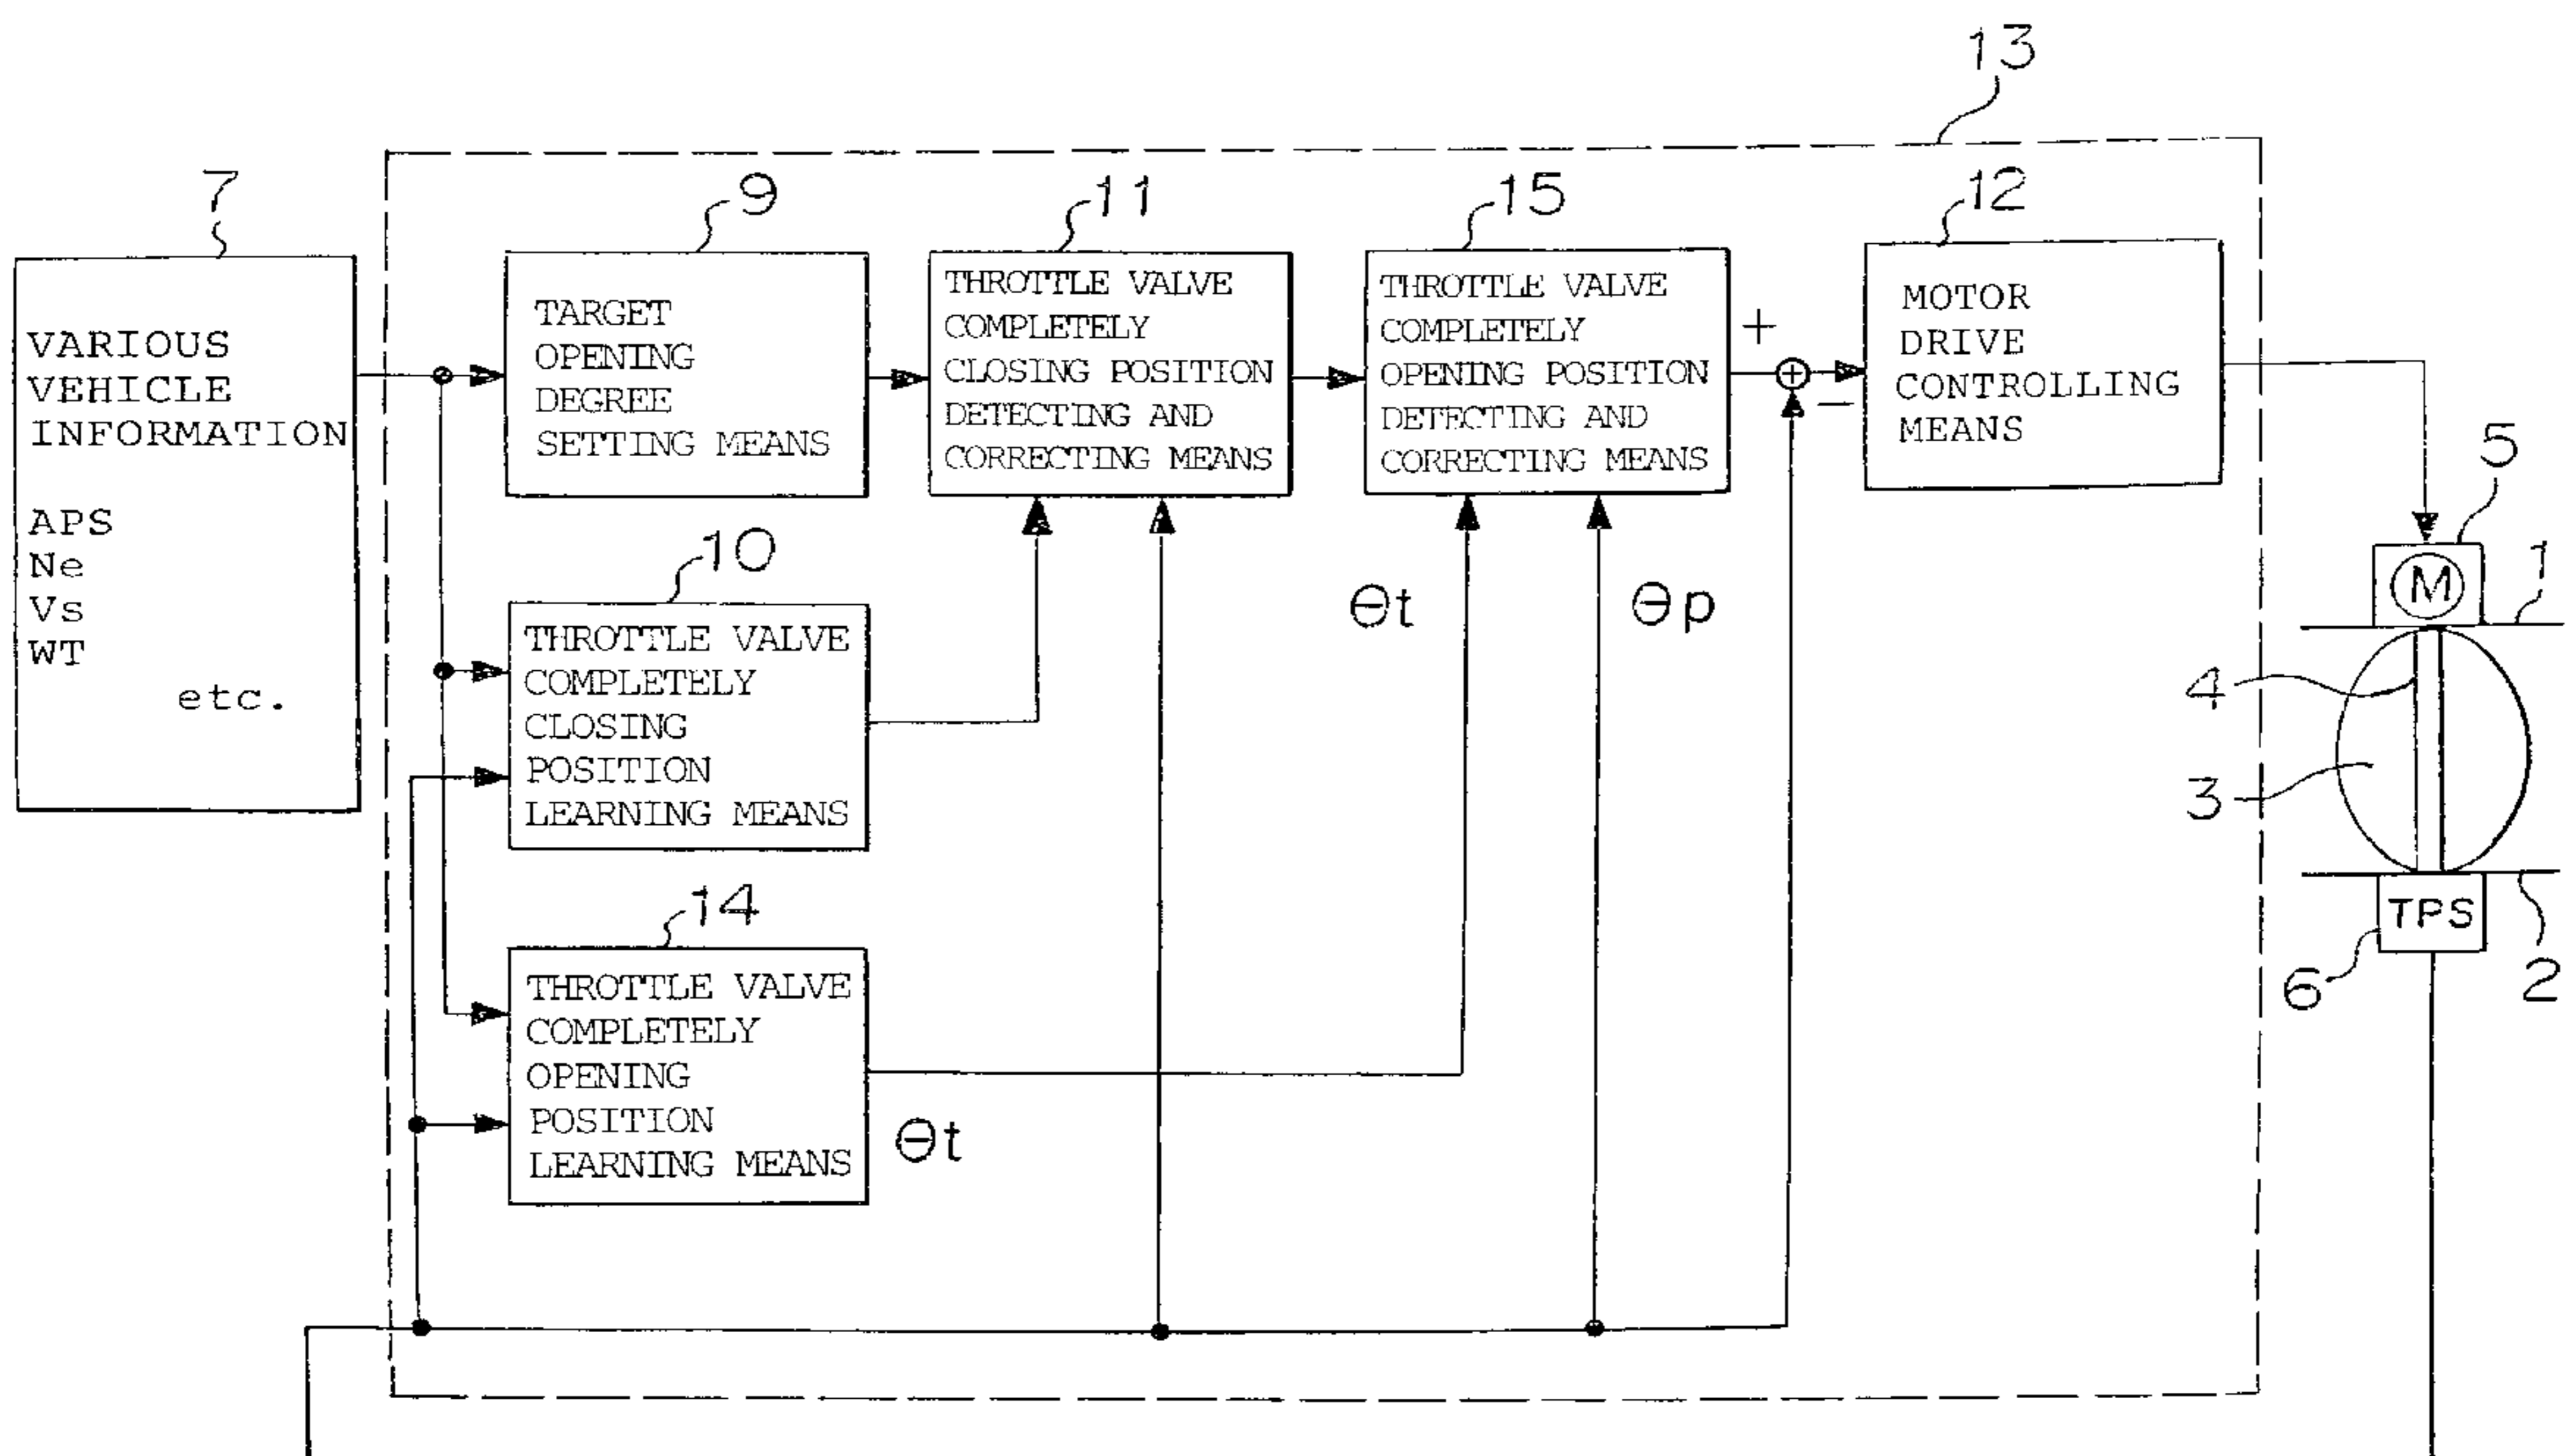 13
7
9
11
15
12
VARIOUS
VEHICLE
INFORMATION
APS
Ne
Vs
WT
etc.
TARGET
OPENING
DEGREE
SETTING MEANS
THROTTLE VALVE
COMPLETELY
CLOSING POSITION
DETECTING AND
CORRECTING MEANS
THROTTLE VALVE
COMPLETELY
OPENING POSITION
DETECTING AND
CORRECTING MEANS
+
+
−
MOTOR
DRIVE
CONTROLLING
MEANS
10
THROTTLE VALVE
COMPLETELY
CLOSING
POSITION
LEARNING MEANS
Θt
Θp
5
M
1
4
3
TPS
6
2
14
THROTTLE VALVE
COMPLETELY
OPENING
POSITION
LEARNING MEANS
Θt